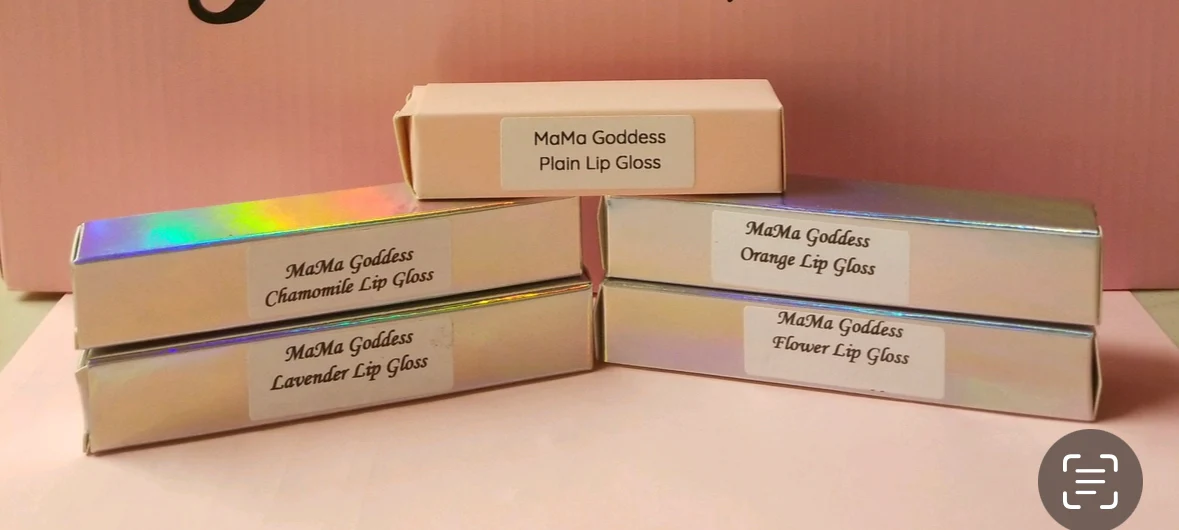 MaMa Goddess
Plain Lip Gloss
MaMa Goddess
Chamomile Lip Gloss
MaMa Goddess
Orange Lip Gloss
MaMa Goddess
Lavender Lip Gloss
MaMa Goddess
Flower Lip Gloss